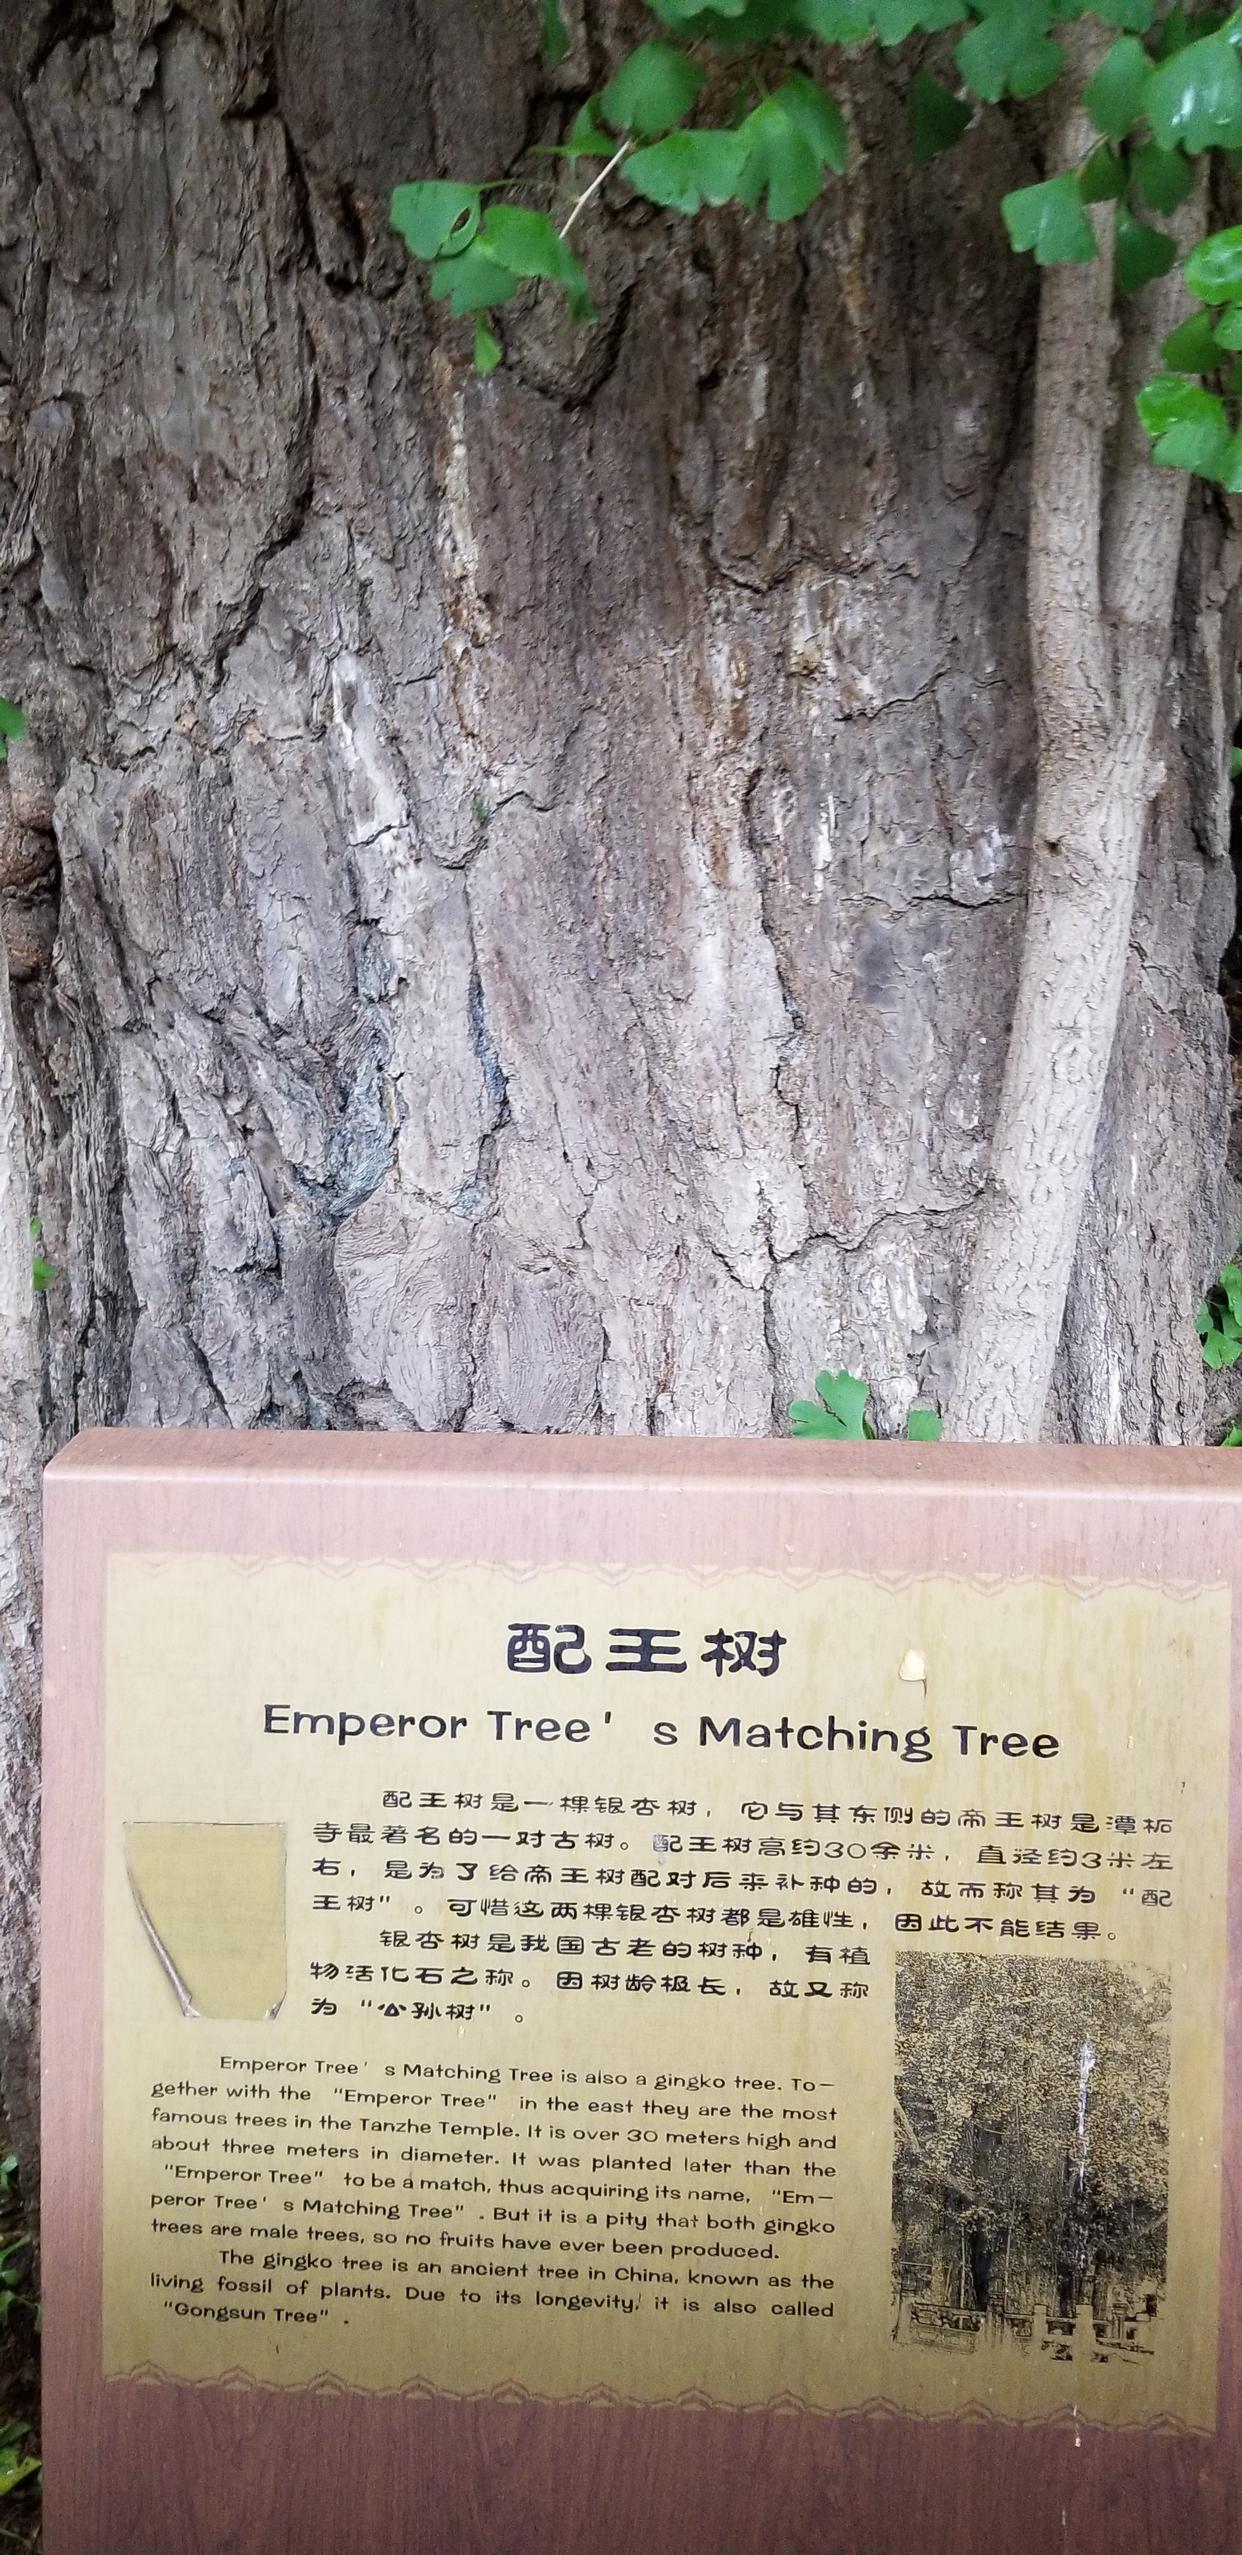 配王树
Emperor Tree's Matching Tree
配王树是一棵银杏树，它与其东侧的帝王树是潭柘
寺最著名的一对古树。配王树高约30余米，直径约3米左
右，是为了给帝王树配对后来补种的，故而称其为“配
王树”。可惜这两棵银杏树都是雄性，因此不能结果。
银杏树是我国古老的树种，有植
物活化石之称。因树龄极长，故又称
为“公孙树”。
Emperor Tree's Matching Tree is also a gingko tree. To-
gether with the "Emperor Tree" in the east they are the most
famous trees in the Tanzhe Temple. It is over 30 meters high and
about three meters in diameter. It was planted later than the
"Emperor Tree" to be a match, thus acquiring its name, "Em-
peror Tree's Matching Tree". But it is a pity that both gingko
trees are male trees, so no fruits have ever been produced.
The gingko tree is an ancient tree in China, known as the
living fossil of plants. Due to its longevity, it is also called
"Gongsun Tree".